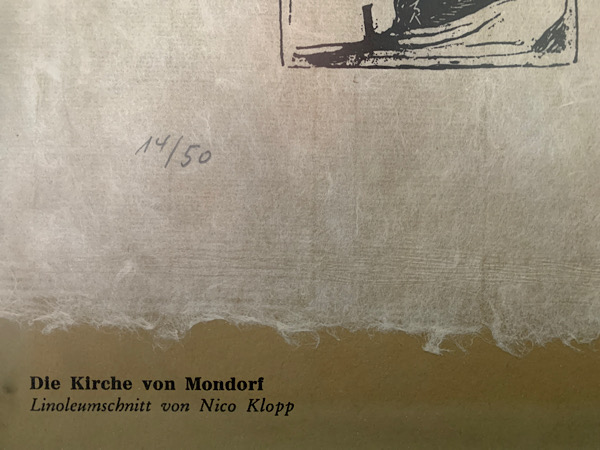 14/50
Die Kirche von Mondorf
Linoleumschnitt von Nico Klopp